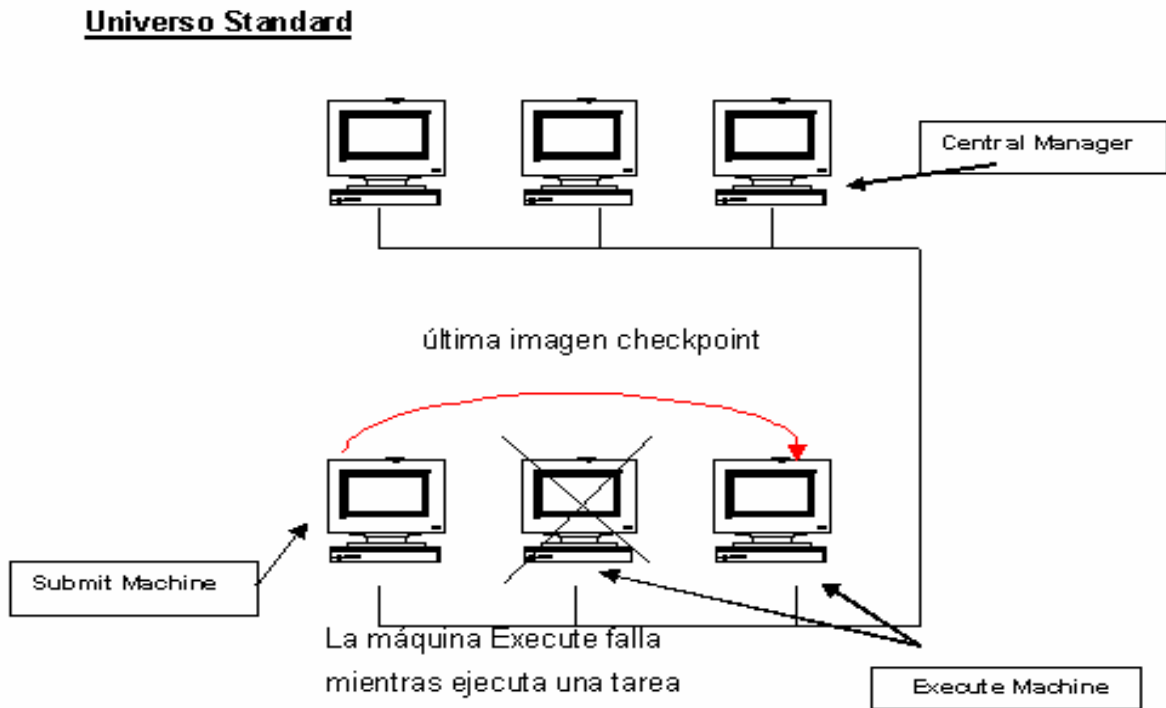 Universo Standard
Central Manager
última imagen checkpoint
Submit Machine
La máquina Execute falla
mientras ejecuta una tarea
Execute Machine